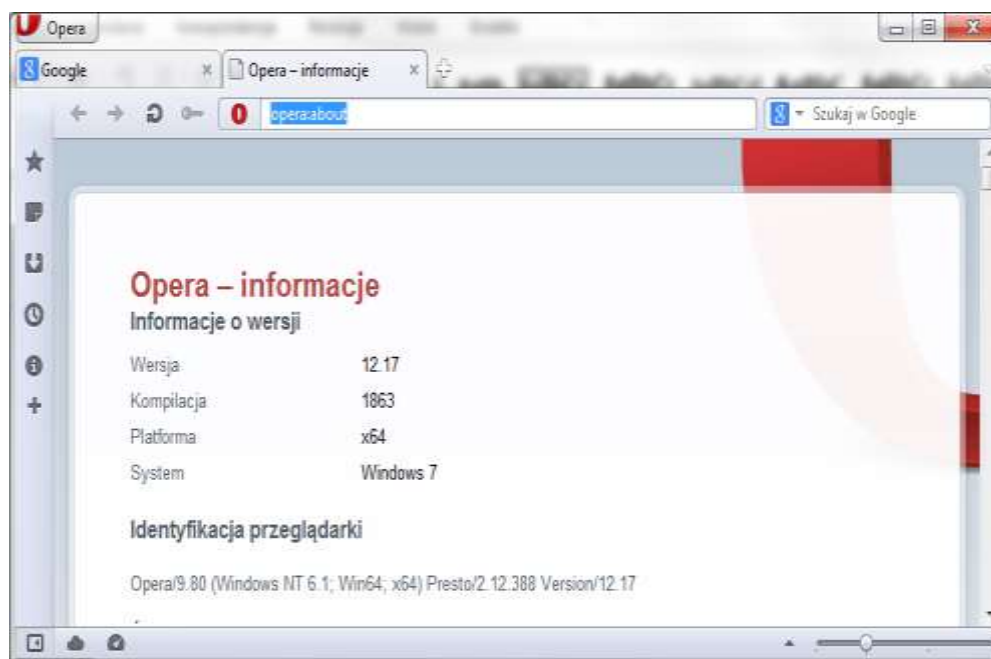 Opera
Google
Opera – informacje
opera:about
Szukaj w Google
Opera – informacje
Informacje o wersji
Wersja 12.17
Kompilacja 1863
Platforma x64
System Windows 7
Identyfikacja przeglądarki
Opera/9.80 (Windows NT 6.1; Win64; x64) Presto/2.12.388 Version/12.17